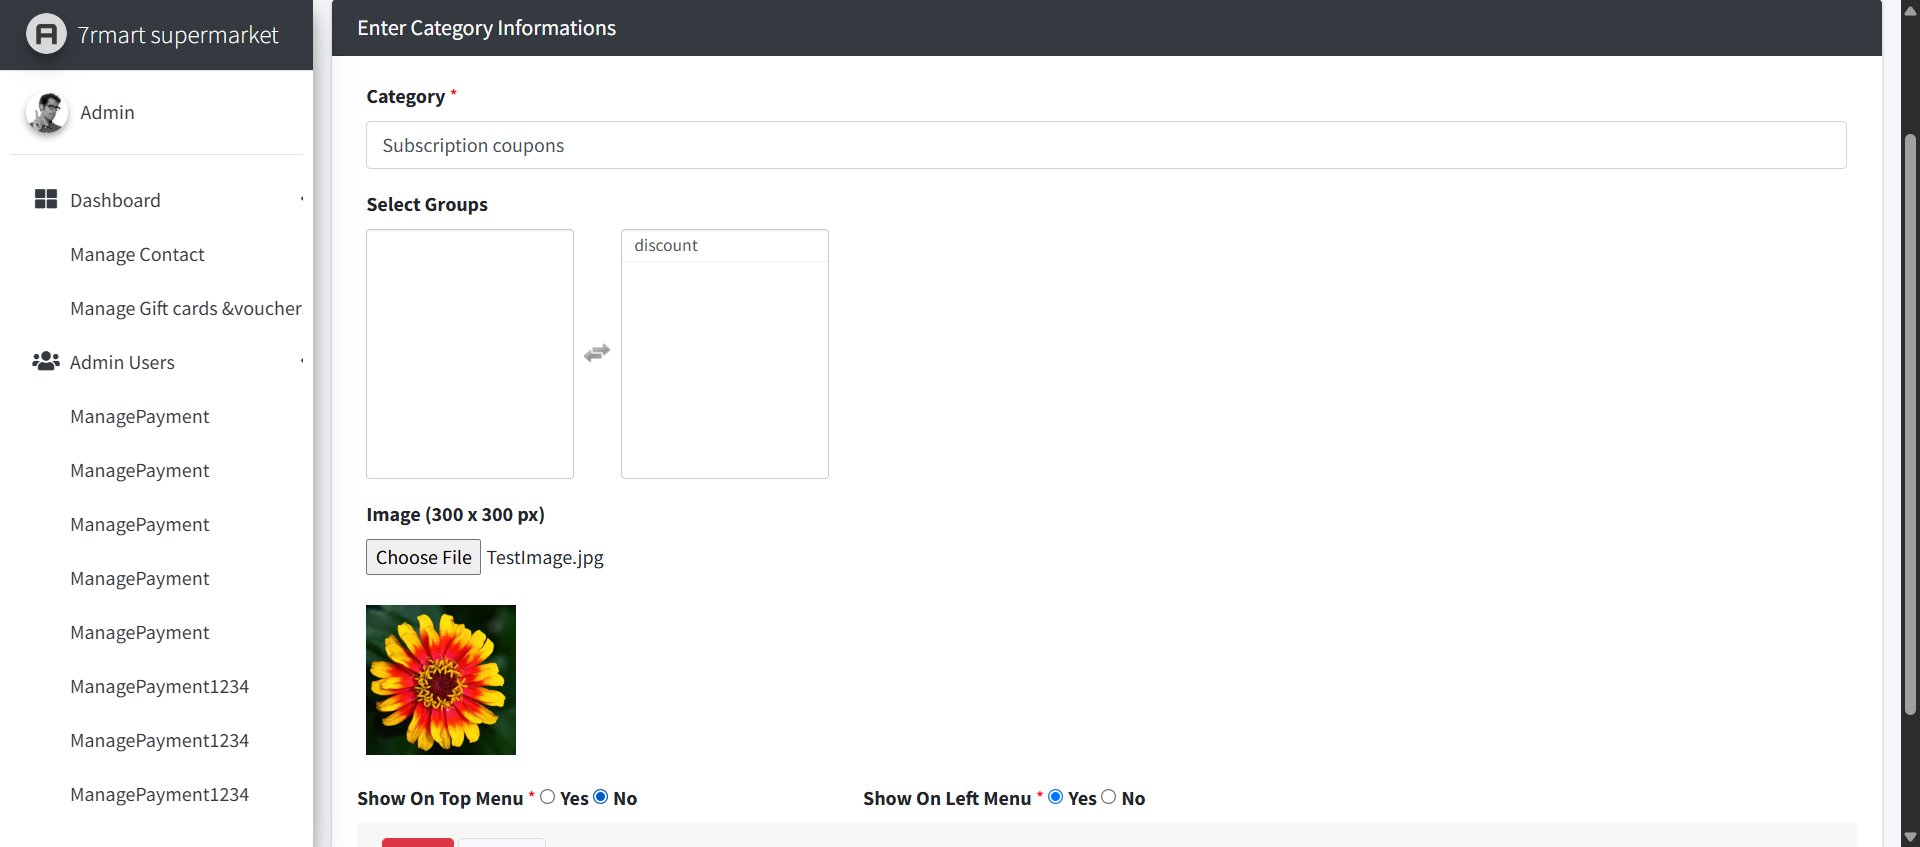 7rmart supermarket
Admin
Dashboard
Manage Contact
Manage Gift cards &voucher
Admin Users
ManagePayment
ManagePayment
ManagePayment
ManagePayment
ManagePayment
ManagePayment1234
ManagePayment1234
ManagePayment1234
Enter Category Informations
Category *
Subscription coupons
Select Groups
discount
Image (300 x 300 px)
Choose File TestImage.jpg
Show On Top Menu * Yes No
Show On Left Menu * Yes No